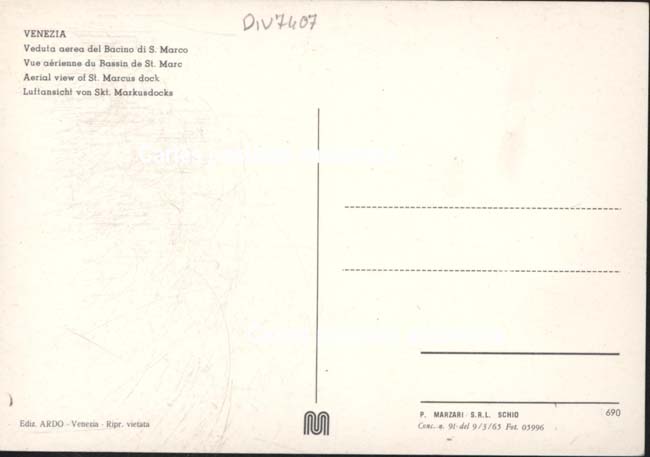 DIV7407
VENEZIA
Veduta aerea del Bacino di S. Marco
Vue aérienne du Bassin de St. Marc
Aerial view of St. Marcus dock
Luftansicht von Skt. Markusdocks
Ediz. ARDO - Venezia - Ripr. vietata
P. MARZARI S.R.L. SCHIO
690
Conc. n. 91 del 9/3/65 Fot. 05996